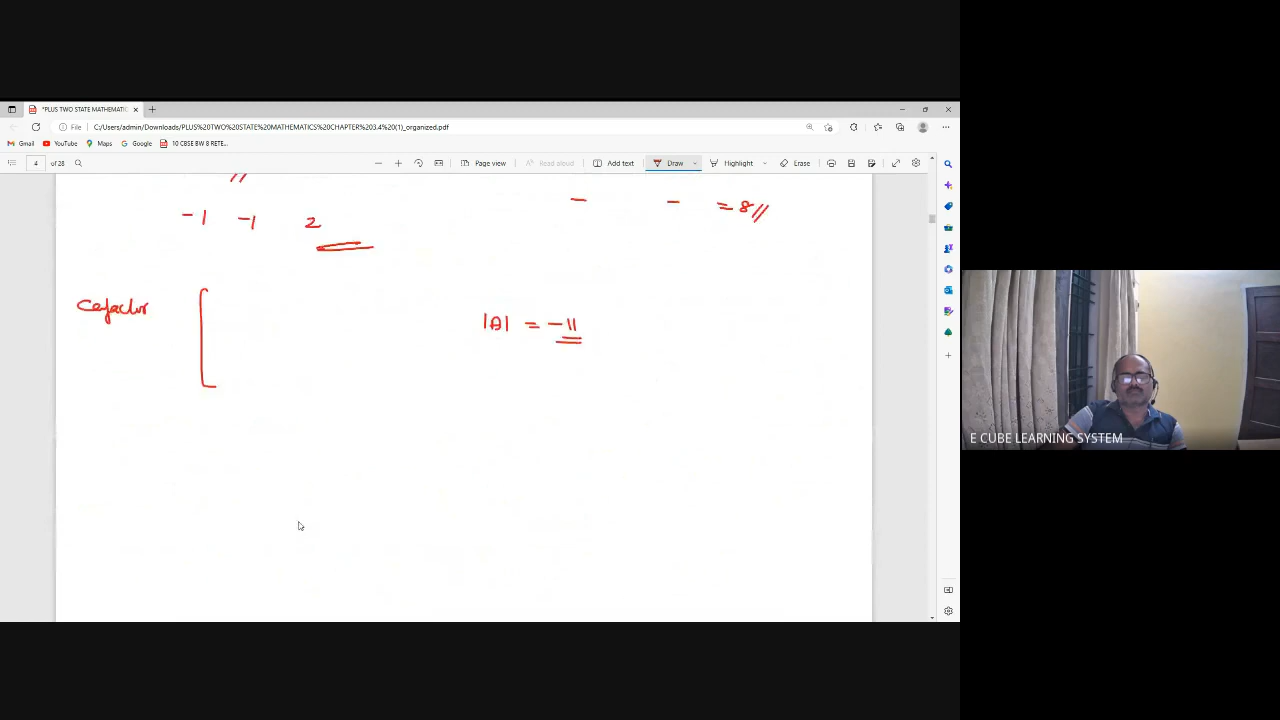 *PLUS TWO STATE MATHEMATIC
File C:/Users/admin/Downloads/PLUS%20TWO%20STATE%20MATHEMATICS%20CHAPTER%203.4%20(1)_organized.pdf
Gmail YouTube Maps Google 10 CBSE BW 8 RETE...
4 of 28 Page view Read aloud Add text Draw Highlight Erase
- - = 8
-1 -1 2
Cofactor
|A| = -11
E CUBE LEARNING SYSTEM